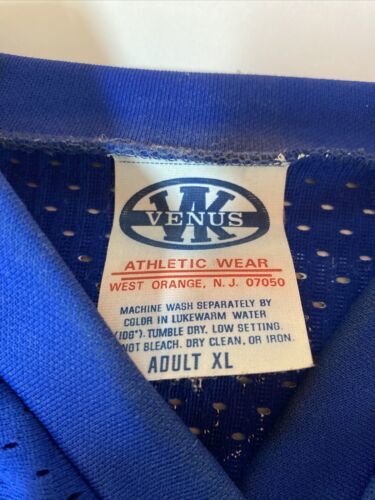 VK
VENUS
ATHLETIC WEAR
WEST ORANGE, N. J. 07050
MACHINE WASH SEPARATELY BY
COLOR IN LUKEWARM WATER
(106°). TUMBLE DRY. LOW SETTING.
NOT BLEACH. DRY CLEAN, OR IRON.
ADULT XL